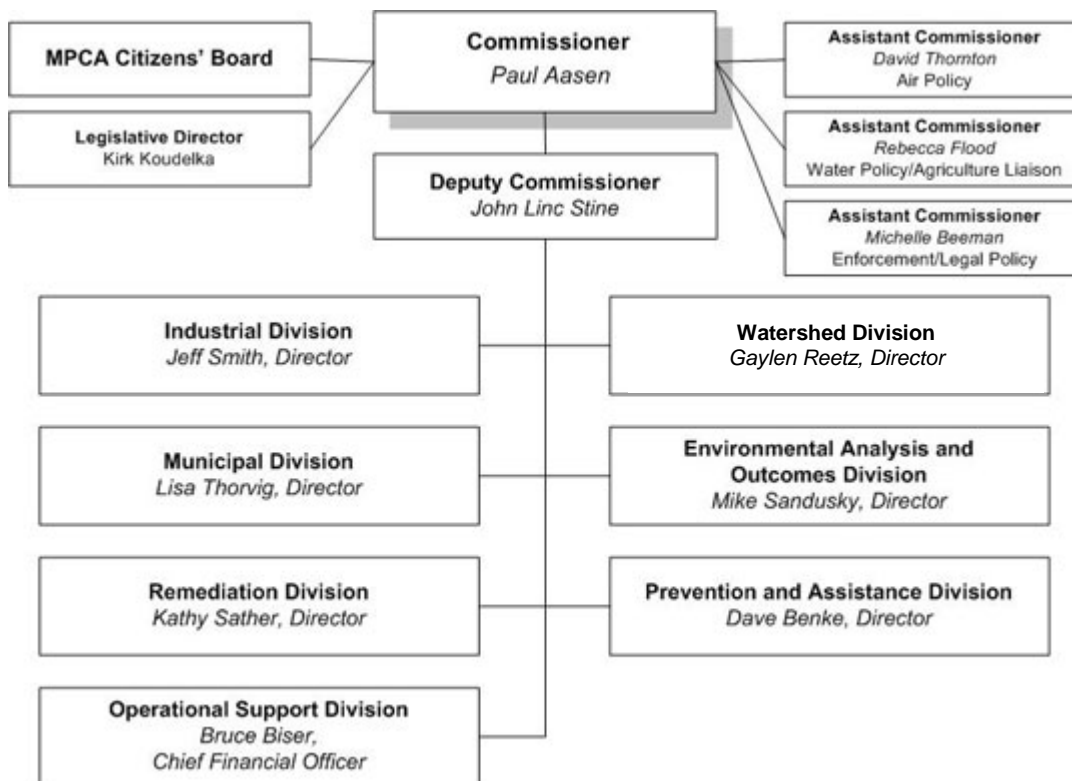 MPCA Citizens' Board
Commissioner
Paul Aasen
Assistant Commissioner
David Thornton
Air Policy
Legislative Director
Kirk Koudelka
Assistant Commissioner
Rebecca Flood
Water Policy/Agriculture Liaison
Deputy Commissioner
John Linc Stine
Assistant Commissioner
Michelle Beeman
Enforcement/Legal Policy
Industrial Division
Jeff Smith, Director
Watershed Division
Gaylen Reetz, Director
Municipal Division
Lisa Thorvig, Director
Environmental Analysis and
Outcomes Division
Mike Sandusky, Director
Remediation Division
Kathy Sather, Director
Prevention and Assistance Division
Dave Benke, Director
Operational Support Division
Bruce Biser,
Chief Financial Officer